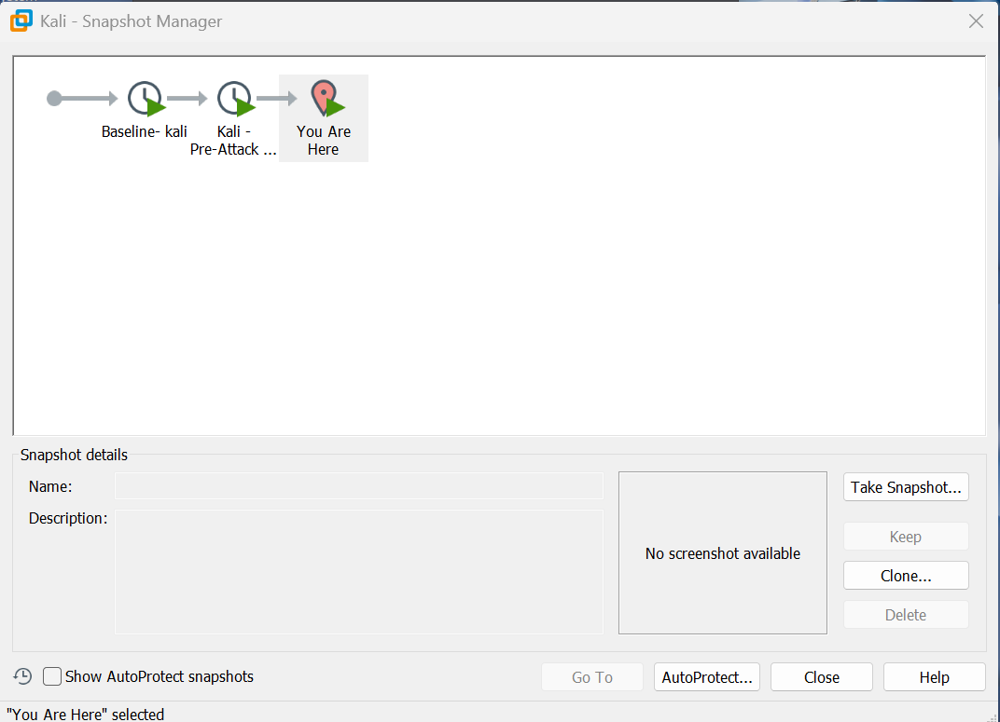 Kali - Snapshot Manager
Baseline- kali
Kali -
Pre-Attack ...
You Are
Here
Snapshot details
Name:
Description:
No screenshot available
Take Snapshot...
Keep
Clone...
Delete
Show AutoProtect snapshots
Go To
AutoProtect...
Close
Help
"You Are Here" selected